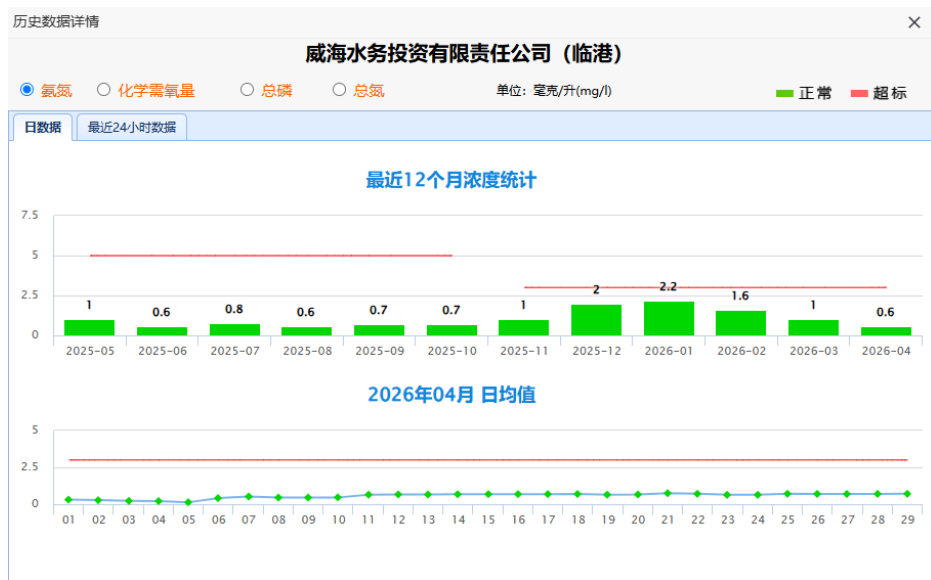 历史数据详情
威海水务投资有限责任公司（临港）
氨氮 化学需氧量 总磷 总氮 单位：毫克/升(mg/l) 正常 超标
日数据 最近24小时数据
最近12个月浓度统计
7.5
5
2.5
0
1 0.6 0.8 0.6 0.7 0.7 1 2 2.2 1.6 1 0.6
2025-05 2025-06 2025-07 2025-08 2025-09 2025-10 2025-11 2025-12 2026-01 2026-02 2026-03 2026-04
2026年04月 日均值
5
2.5
0
01 02 03 04 05 06 07 08 09 10 11 12 13 14 15 16 17 18 19 20 21 22 23 24 25 26 27 28 29